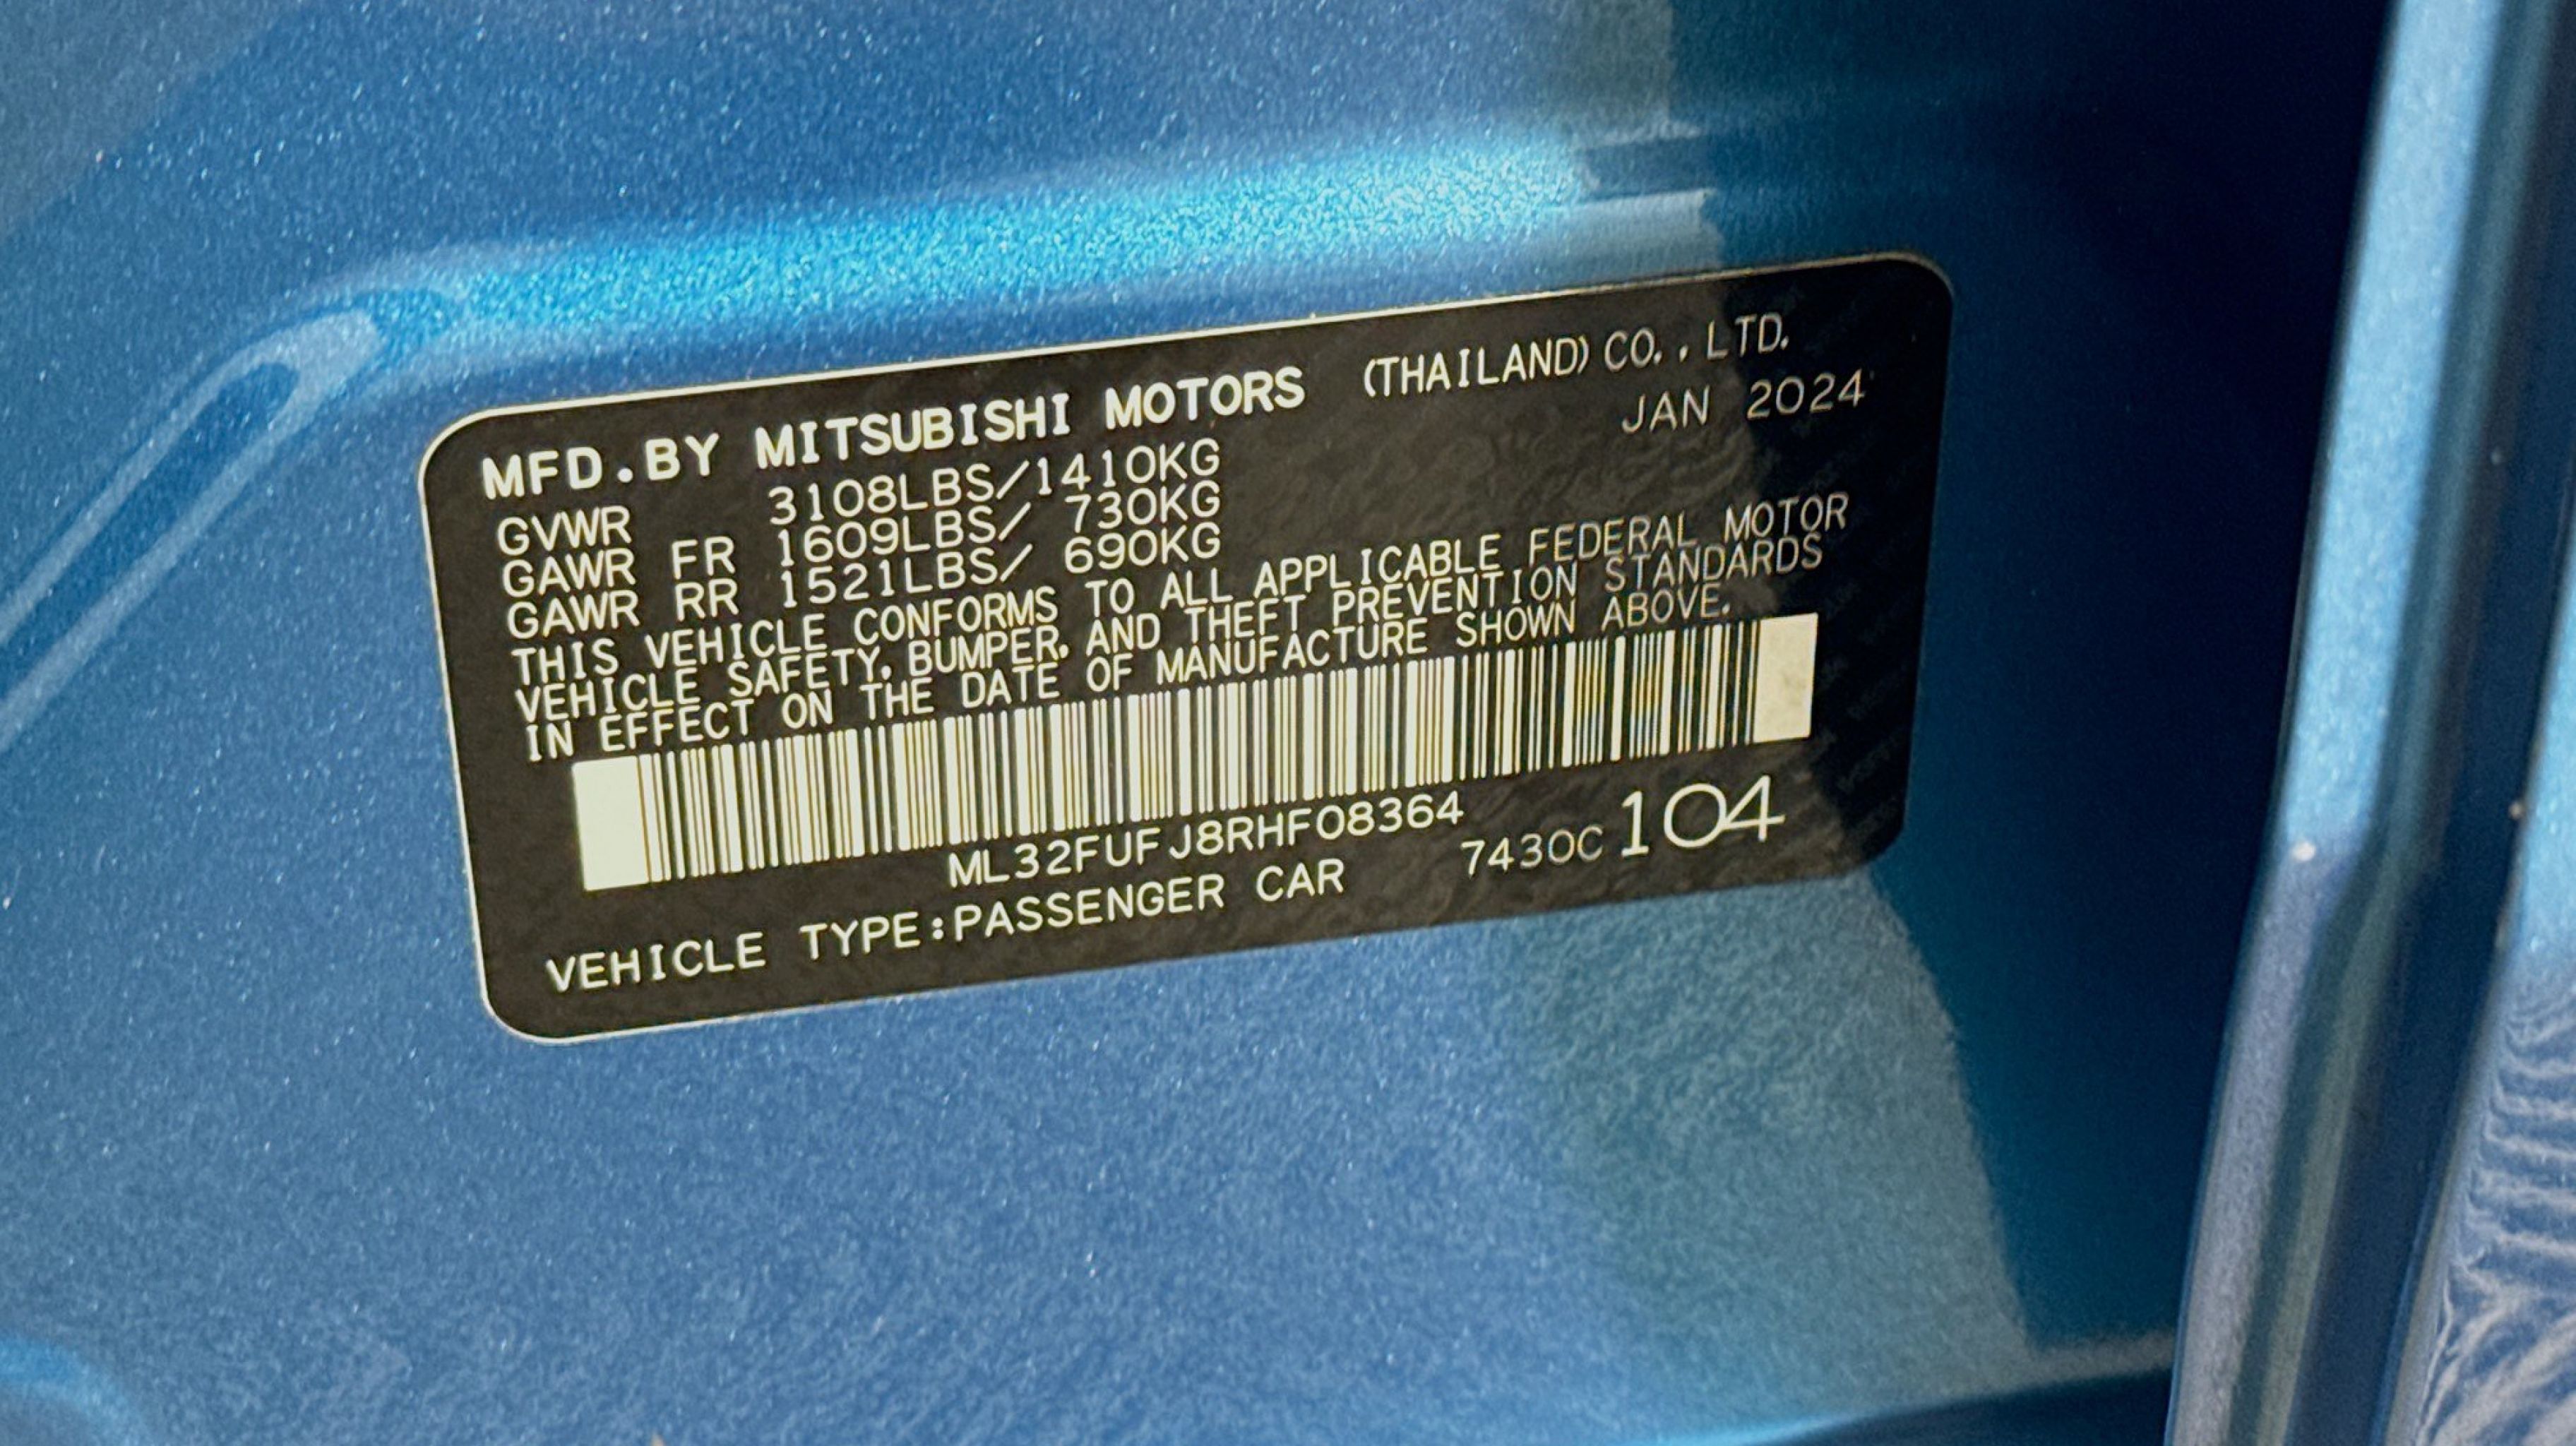 MFD.BY MITSUBISHI MOTORS (THAILAND) CO., LTD.
JAN 2024
GVWR 3108LBS/1410KG
GAWR FR 1609LBS/ 730KG
GAWR RR 1521LBS/ 690KG
THIS VEHICLE CONFORMS TO ALL APPLICABLE FEDERAL MOTOR
VEHICLE SAFETY, BUMPER, AND THEFT PREVENTION STANDARDS
IN EFFECT ON THE DATE OF MANUFACTURE SHOWN ABOVE.
ML32FUFJ8RHF08364
VEHICLE TYPE:PASSENGER CAR 7430C 104